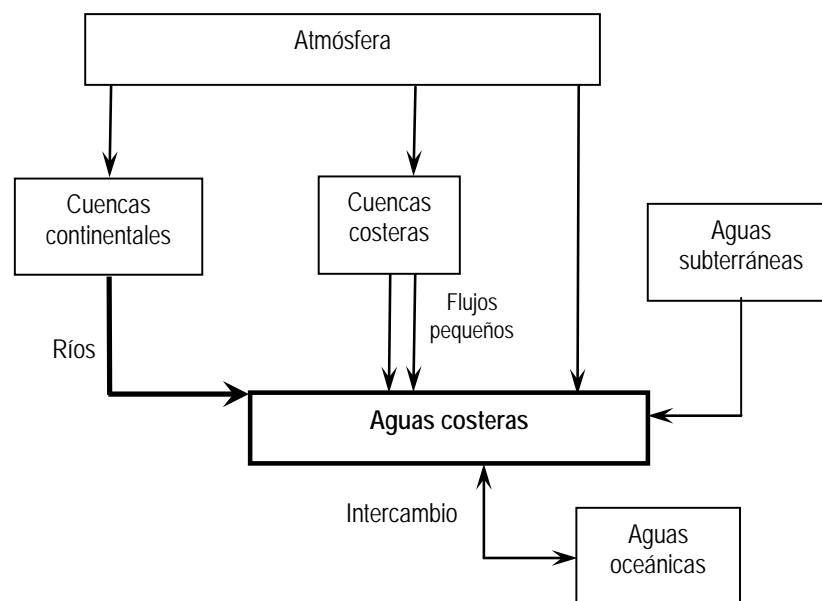 Atmósfera
Cuencas
continentales
Cuencas
costeras
Aguas
subterráneas
Flujos
pequeños
Ríos
Aguas costeras
Intercambio
Aguas
oceánicas